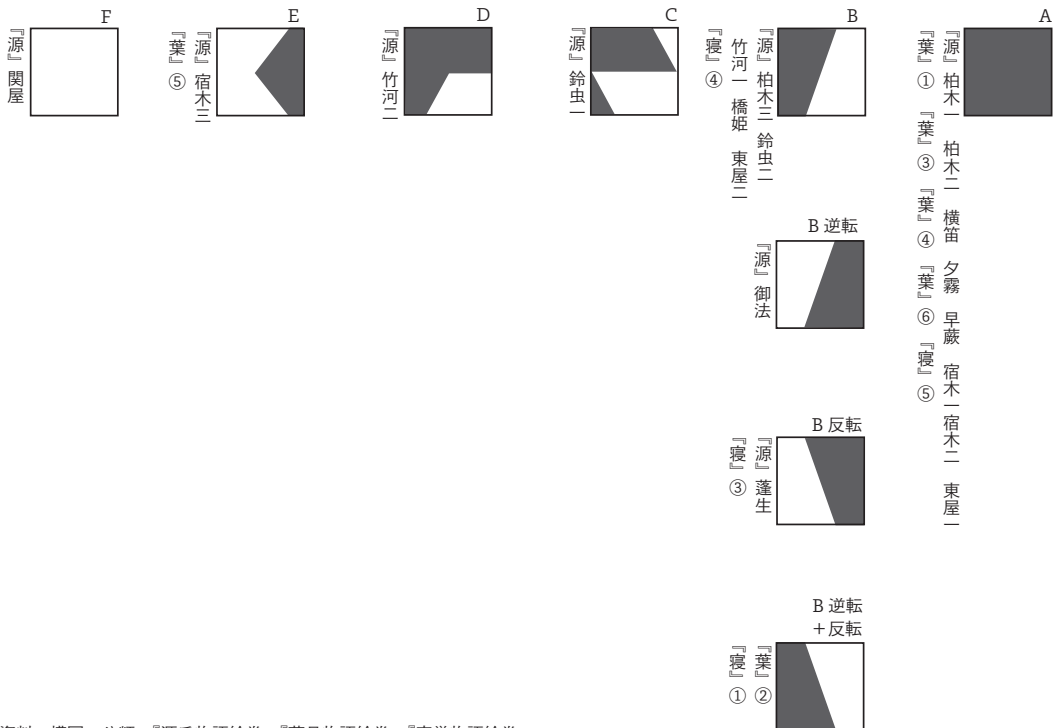 A
『源』柏木一 柏木二 横笛 夕霧 早蕨 宿木一 宿木二 東屋一
『葉』① 『葉』③ 『葉』④ 『葉』⑥ 『寝』⑤
B
『源』柏木三 鈴虫二
竹河一 橋姫 東屋二
『寝』④
B 逆転
『源』御法
B 反転
『源』蓬生
『寝』③
B 逆転
＋反転
『葉』②
『寝』①
C
『源』鈴虫一
D
『源』竹河二
E
『源』宿木三
『葉』⑤
F
『源』関屋